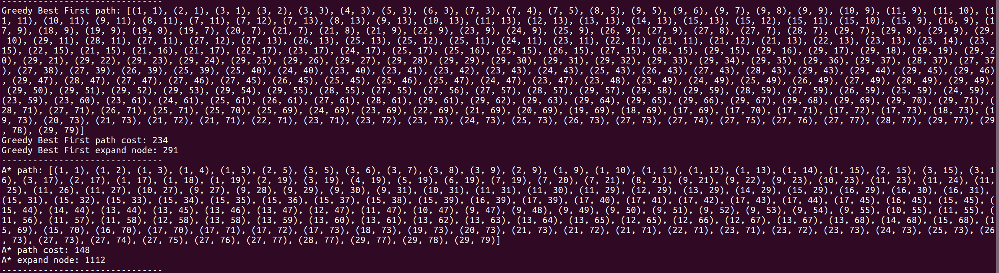 -------------------------------
Greedy Best First path: [(1, 1), (2, 1), (3, 1), (3, 2), (3, 3), (4, 3), (5, 3), (6, 3), (7, 3), (7, 4), (7, 5), (8, 5), (9, 5), (9, 6), (9, 7), (9, 8), (9, 9), (10, 9), (11, 9), (11, 10), (1
1, 11), (10, 11), (9, 11), (8, 11), (7, 11), (7, 12), (7, 13), (8, 13), (9, 13), (10, 13), (11, 13), (12, 13), (13, 13), (14, 13), (15, 13), (15, 12), (15, 11), (15, 10), (15, 9), (16, 9), (1
7, 9), (18, 9), (19, 9), (19, 8), (19, 7), (20, 7), (21, 7), (21, 8), (21, 9), (22, 9), (23, 9), (24, 9), (25, 9), (26, 9), (27, 9), (27, 8), (27, 7), (28, 7), (29, 7), (29, 8), (29, 9), (29,
 10), (29, 11), (28, 11), (27, 11), (27, 12), (27, 13), (26, 13), (25, 13), (25, 12), (25, 11), (24, 11), (23, 11), (22, 11), (21, 11), (21, 12), (21, 13), (22, 13), (23, 13), (23, 14), (23,
15), (22, 15), (21, 15), (21, 16), (21, 17), (22, 17), (23, 17), (24, 17), (25, 17), (25, 16), (25, 15), (26, 15), (27, 15), (28, 15), (29, 15), (29, 16), (29, 17), (29, 18), (29, 19), (29, 2
0), (29, 21), (29, 22), (29, 23), (29, 24), (29, 25), (29, 26), (29, 27), (29, 28), (29, 29), (29, 30), (29, 31), (29, 32), (29, 33), (29, 34), (29, 35), (29, 36), (29, 37), (28, 37), (27, 37
), (27, 38), (27, 39), (26, 39), (25, 39), (25, 40), (24, 40), (23, 40), (23, 41), (23, 42), (23, 43), (24, 43), (25, 43), (26, 43), (27, 43), (28, 43), (29, 43), (29, 44), (29, 45), (29, 46)
, (29, 47), (28, 47), (27, 47), (27, 46), (27, 45), (26, 45), (25, 45), (25, 46), (25, 47), (24, 47), (23, 47), (23, 48), (23, 49), (24, 49), (25, 49), (26, 49), (27, 49), (28, 49), (29, 49),
 (29, 50), (29, 51), (29, 52), (29, 53), (29, 54), (29, 55), (28, 55), (27, 55), (27, 56), (27, 57), (28, 57), (29, 57), (29, 58), (29, 59), (28, 59), (27, 59), (26, 59), (25, 59), (24, 59),
(23, 59), (23, 60), (23, 61), (24, 61), (25, 61), (26, 61), (27, 61), (28, 61), (29, 61), (29, 62), (29, 63), (29, 64), (29, 65), (29, 66), (29, 67), (29, 68), (29, 69), (29, 70), (29, 71), (
28, 71), (27, 71), (26, 71), (25, 71), (25, 70), (25, 69), (24, 69), (23, 69), (22, 69), (21, 69), (20, 69), (19, 69), (18, 69), (17, 69), (17, 70), (17, 71), (17, 72), (17, 73), (18, 73), (1
9, 73), (20, 73), (21, 73), (21, 72), (21, 71), (22, 71), (23, 71), (23, 72), (23, 73), (24, 73), (25, 73), (26, 73), (27, 73), (27, 74), (27, 75), (27, 76), (27, 77), (28, 77), (29, 77), (29
, 78), (29, 79)]
Greedy Best First path cost: 234
Greedy Best First expand node: 291
-------------------------------
A* path: [(1, 1), (1, 2), (1, 3), (1, 4), (1, 5), (2, 5), (3, 5), (3, 6), (3, 7), (3, 8), (3, 9), (2, 9), (1, 9), (1, 10), (1, 11), (1, 12), (1, 13), (1, 14), (1, 15), (2, 15), (3, 15), (3, 1
6), (3, 17), (2, 17), (1, 17), (1, 18), (1, 19), (2, 19), (3, 19), (4, 19), (5, 19), (6, 19), (7, 19), (7, 20), (7, 21), (8, 21), (9, 21), (9, 22), (9, 23), (10, 23), (11, 23), (11, 24), (11,
 25), (11, 26), (11, 27), (10, 27), (9, 27), (9, 28), (9, 29), (9, 30), (9, 31), (10, 31), (11, 31), (11, 30), (11, 29), (12, 29), (13, 29), (14, 29), (15, 29), (16, 29), (16, 30), (16, 31),
(15, 31), (15, 32), (15, 33), (15, 34), (15, 35), (15, 36), (15, 37), (15, 38), (15, 39), (16, 39), (17, 39), (17, 40), (17, 41), (17, 42), (17, 43), (17, 44), (17, 45), (16, 45), (15, 45), (
15, 44), (14, 44), (13, 44), (13, 45), (13, 46), (13, 47), (12, 47), (11, 47), (10, 47), (9, 47), (9, 48), (9, 49), (9, 50), (9, 51), (9, 52), (9, 53), (9, 54), (9, 55), (10, 55), (11, 55), (
11, 56), (11, 57), (11, 58), (12, 58), (13, 58), (13, 59), (13, 60), (13, 61), (13, 62), (13, 63), (13, 64), (13, 65), (12, 65), (12, 66), (12, 67), (13, 67), (13, 68), (14, 68), (15, 68), (1
5, 69), (15, 70), (16, 70), (17, 70), (17, 71), (17, 72), (17, 73), (18, 73), (19, 73), (20, 73), (21, 73), (21, 72), (21, 71), (22, 71), (23, 71), (23, 72), (23, 73), (24, 73), (25, 73), (26
, 73), (27, 73), (27, 74), (27, 75), (27, 76), (27, 77), (28, 77), (29, 77), (29, 78), (29, 79)]
A* path cost: 148
A* expand node: 1112
-------------------------------